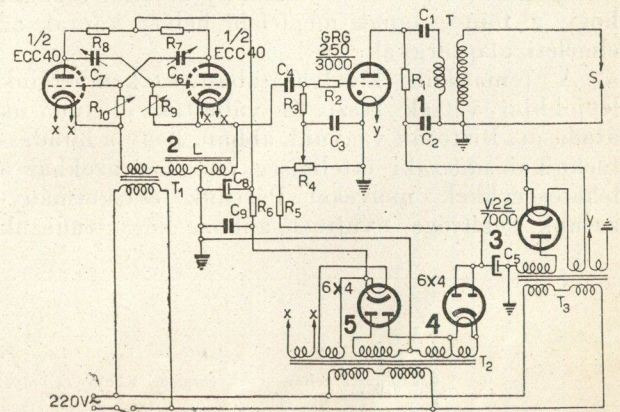 1/2
ECC40
1/2
ECC40
GRG
250
3000
R8
R7
C7
C6
R10
R9
x x
x x
C4
R3
R2
C3
R4
y
C1
T
R1
1
C2
S
2
L
T1
C8
C9
R6
R5
V22
7000
3
C5
y
T3
6X4
6X4
x x
5
4
T2
220V